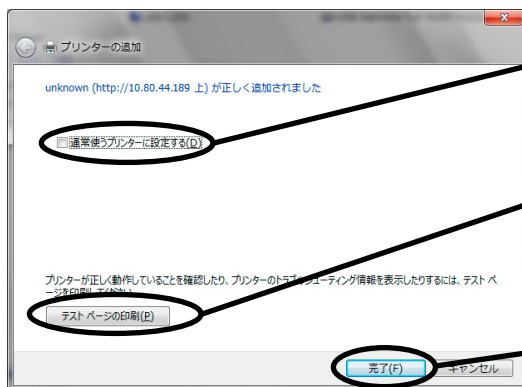 プリンターの追加
unknown (http://10.80.44.189 上) が正しく追加されました
通常使うプリンターに設定する(D)
プリンターが正しく動作していることを確認したり、プリンターのトラブルシューティング情報を表示したりするには、テスト ペ
ージを印刷してください
テスト ページの印刷(P)
完了(F)
キャンセル